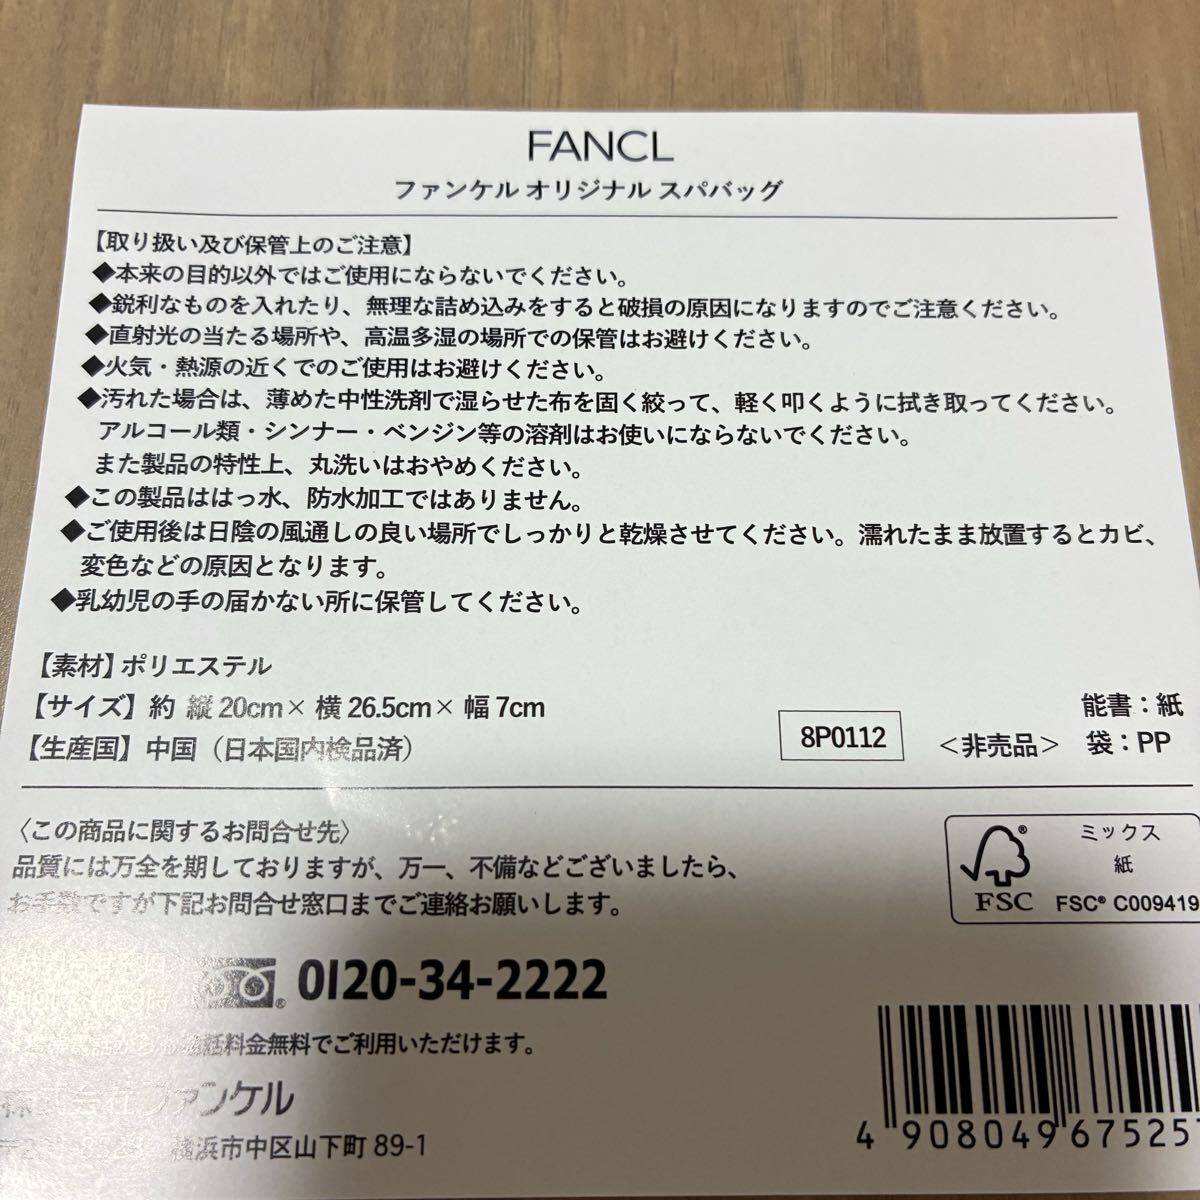 FANCL
ファンケル オリジナル スパバッグ
【取り扱い及び保管上のご注意】
◆本来の目的以外ではご使用にならないでください。
◆鋭利なものを入れたり、無理な詰め込みをすると破損の原因になりますのでご注意ください。
◆直射光の当たる場所や、高温多湿の場所での保管はお避けください。
◆火気・熱源の近くでのご使用はお避けください。
◆汚れた場合は、薄めた中性洗剤で湿らせた布を固く絞って、軽く叩くように拭き取ってください。
アルコール類・シンナー・ベンジン等の溶剤はお使いにならないでください。
また製品の特性上、丸洗いはおやめください。
◆この製品ははっ水、防水加工ではありません。
◆ご使用後は日陰の風通しの良い場所でしっかりと乾燥させてください。濡れたまま放置するとカビ、
変色などの原因となります。
◆乳幼児の手の届かない所に保管してください。
【素材】ポリエステル
【サイズ】約 縦20cm× 横26.5cm× 幅7cm
【生産国】中国（日本国内検品済）
8P0112
＜非売品＞
能書：紙
袋：PP
〈この商品に関するお問合せ先〉
品質には万全を期しておりますが、万一、不備などございましたら、
お手数ですが下記お問合せ窓口までご連絡お願いします。
ミックス
紙
FSC® C009419
FSC
®
0120-34-2222
話料金無料でご利用いただけます。
株式会社ファンケル
横浜市中区山下町 89-1
4 908049 675257